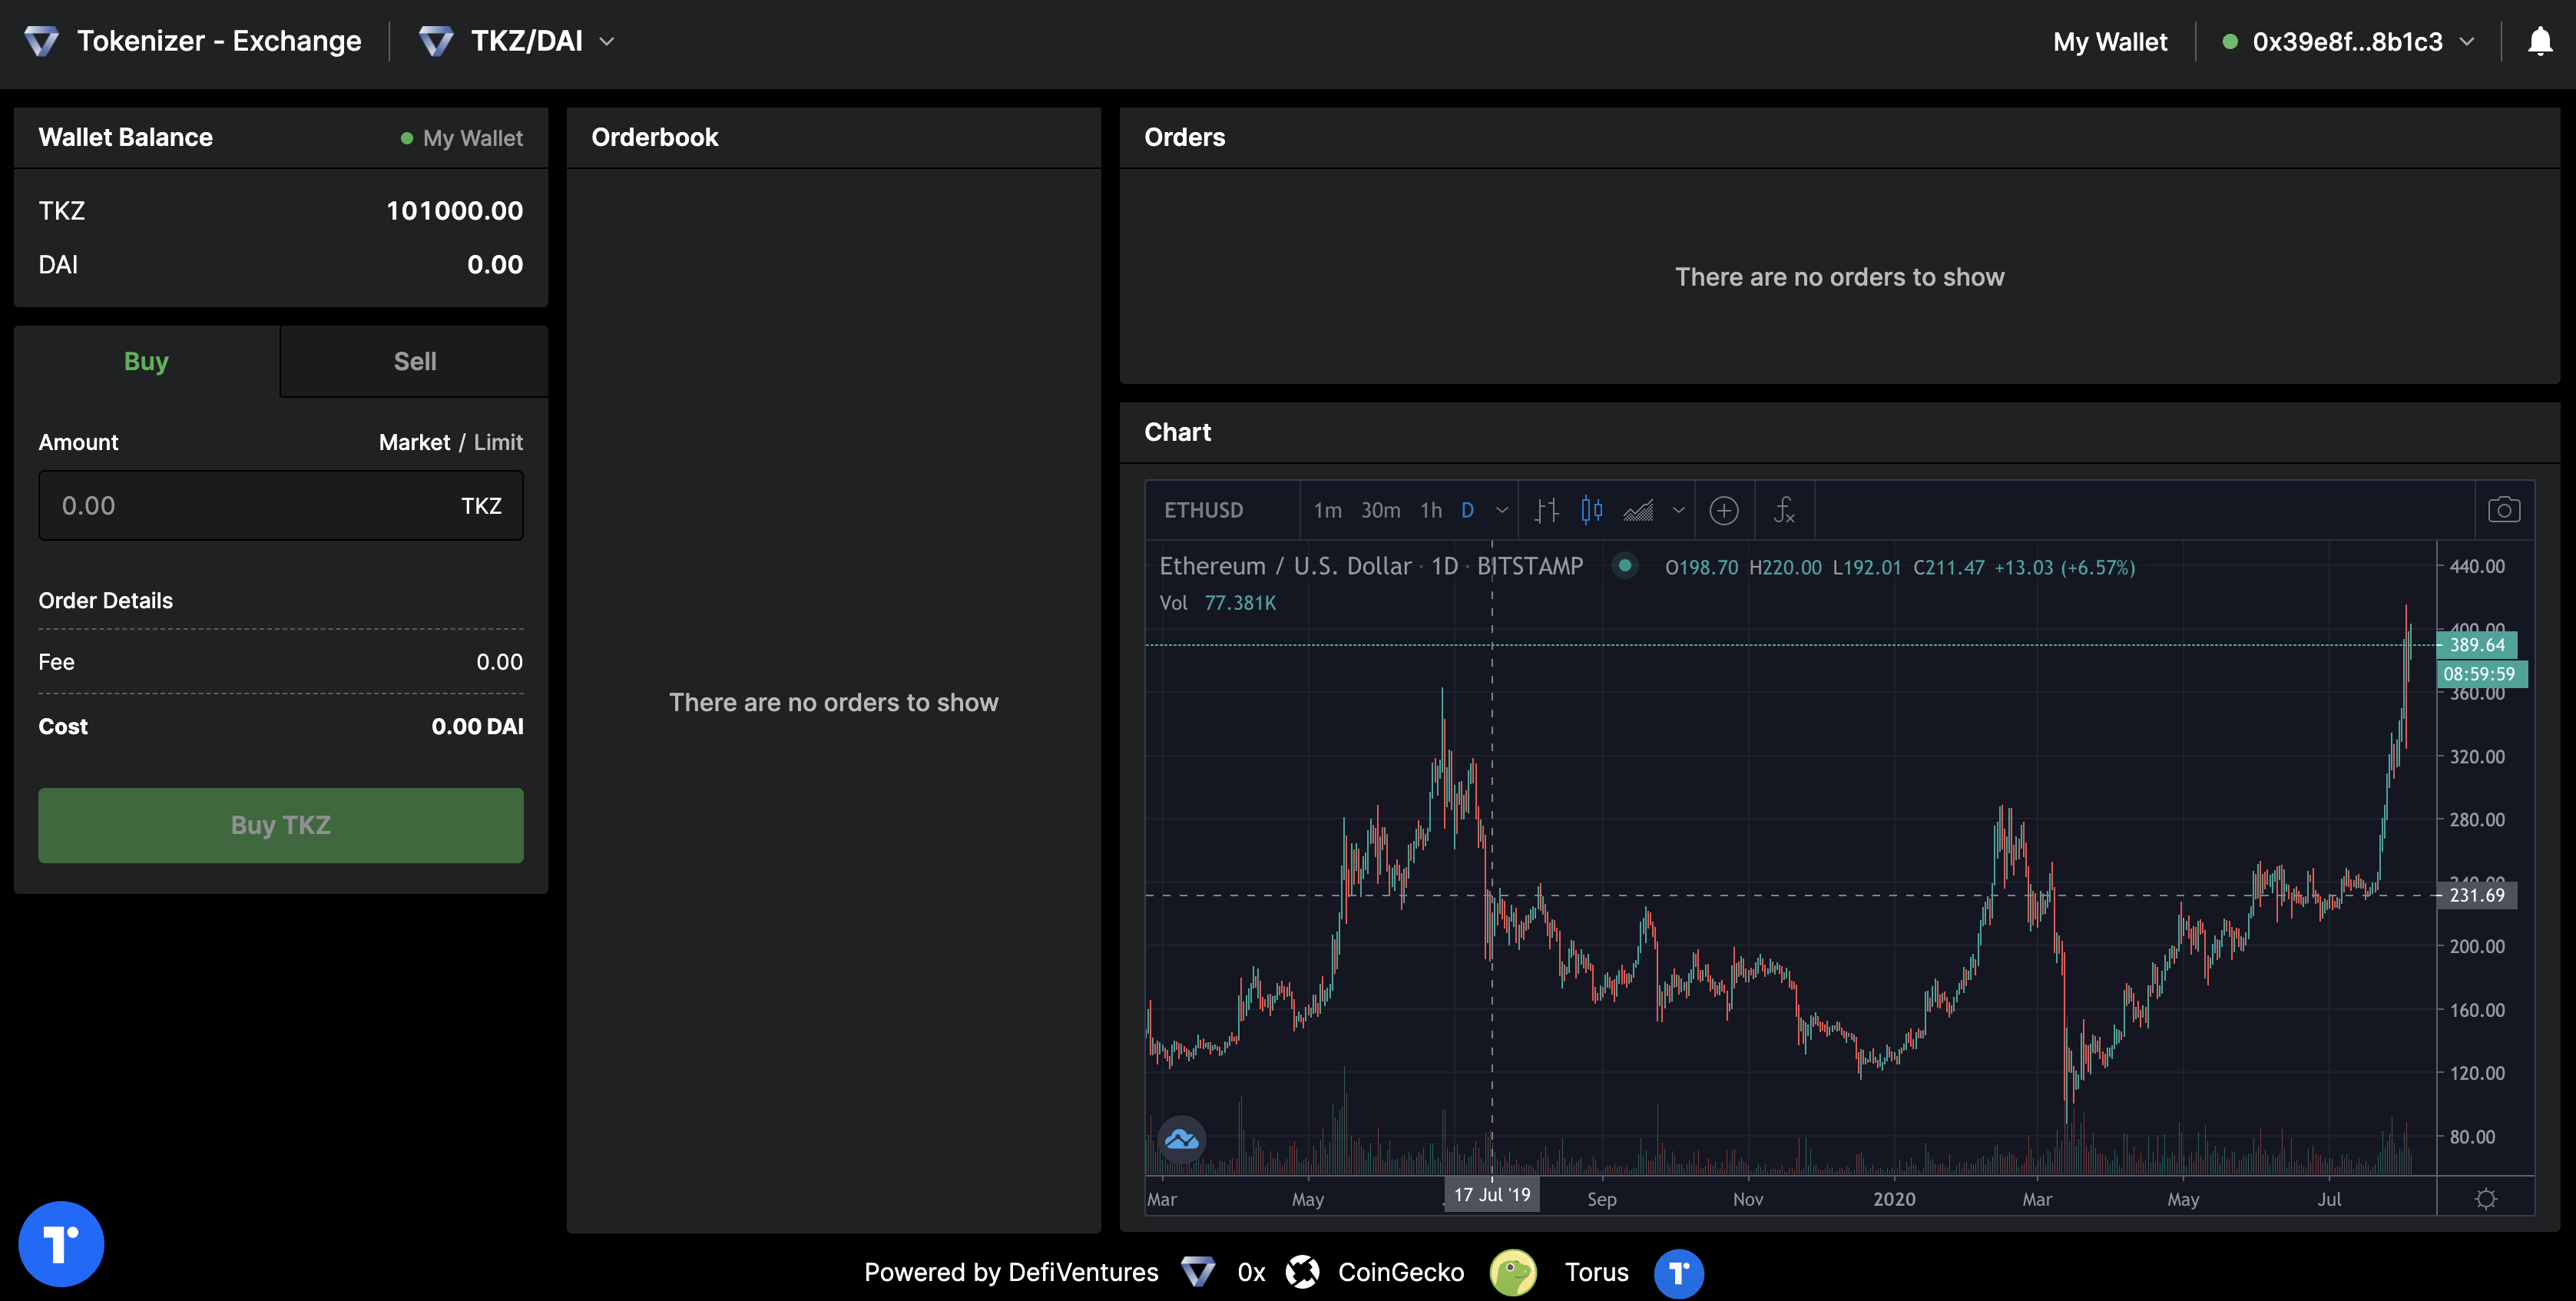 Tokenizer - Exchange
TKZ/DAI
My Wallet
0x39e8f...8b1c3
Wallet Balance
My Wallet
TKZ 101000.00
DAI 0.00
Buy
Sell
Amount
Market / Limit
0.00 TKZ
Order Details
Fee 0.00
Cost 0.00 DAI
Buy TKZ
Orderbook
There are no orders to show
Orders
There are no orders to show
Chart
ETHUSD 1m 30m 1h D
Ethereum / U.S. Dollar · 1D · BITSTAMP O198.70 H220.00 L192.01 C211.47 +13.03 (+6.57%)
Vol 77.381K
440.00
400.00
389.64
08:59:59
360.00
320.00
280.00
240.00
231.69
200.00
160.00
120.00
80.00
Mar May 17 Jul '19 Sep Nov 2020 Mar May Jul
Powered by DefiVentures 0x CoinGecko Torus